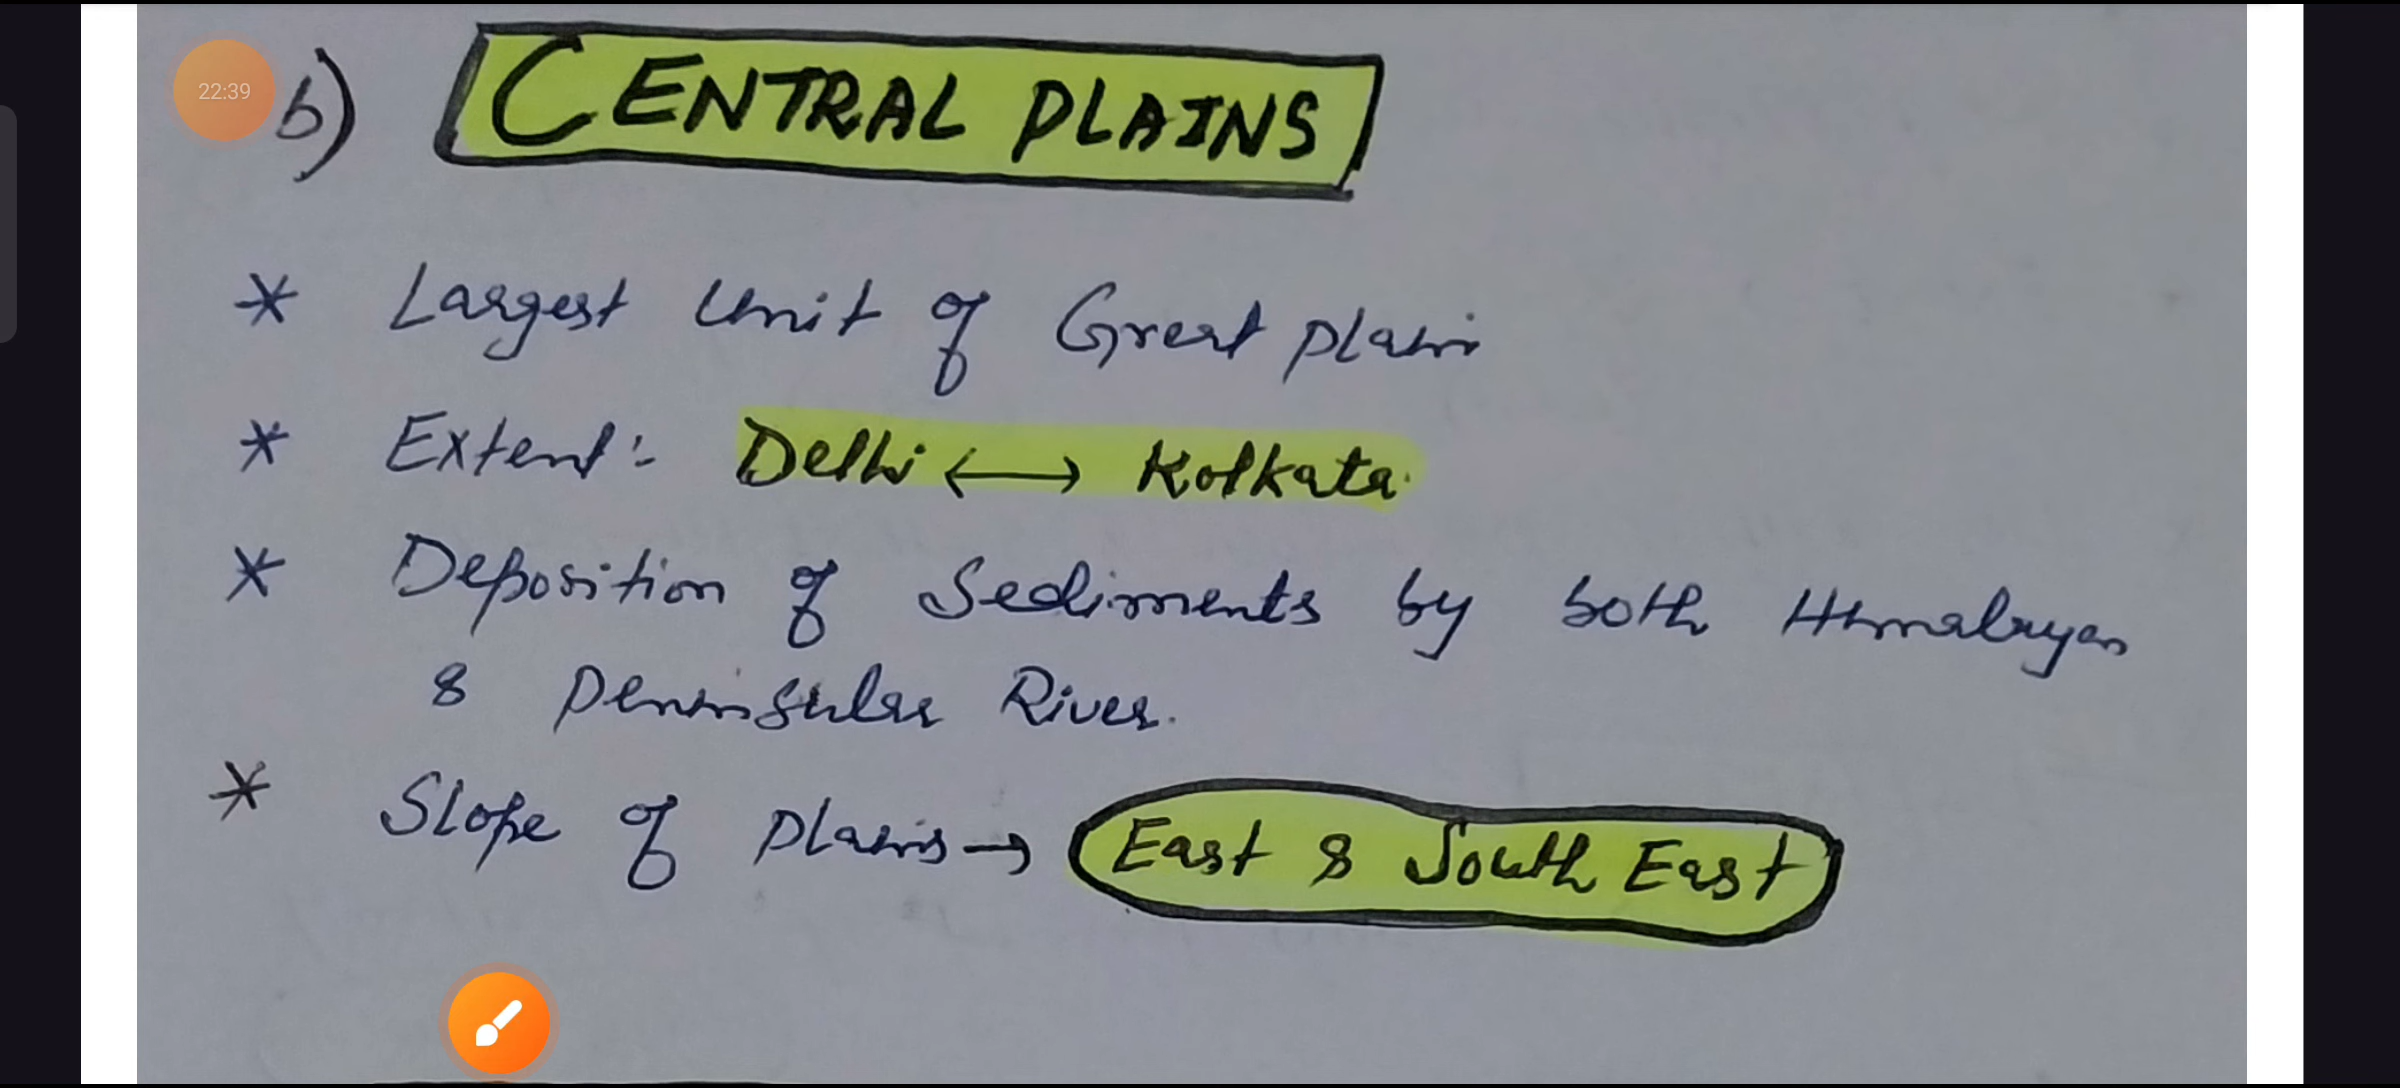 22:39
b) CENTRAL PLAINS
* Largest Unit of Great plain
* Extent :- Delhi ↔ Kolkata.
* Deposition of Sediments by both Himalayan
& Peninsular River.
* Slope of plains → East & South East